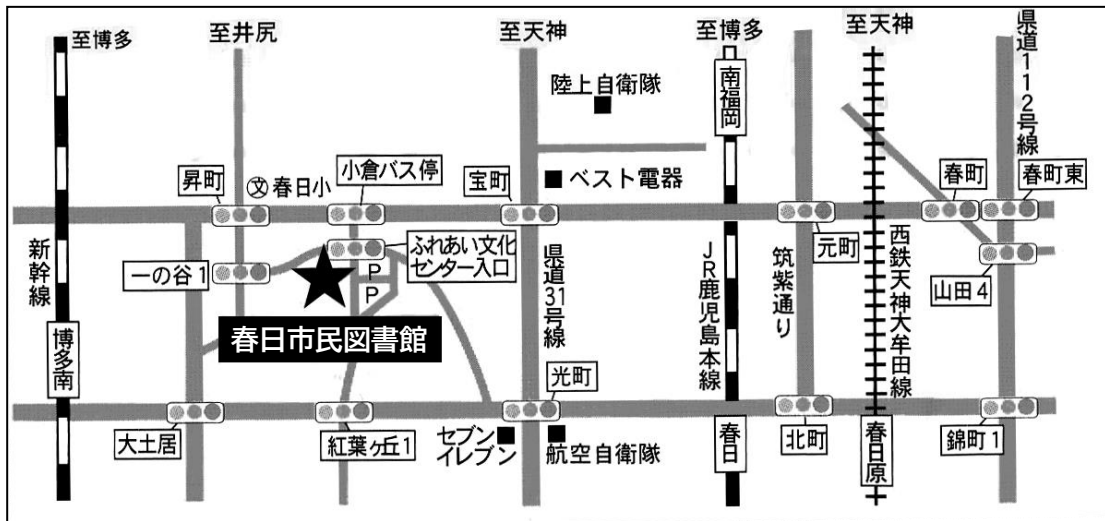 至博多
至井尻
至天神
至博多
至天神
県道112号線
南福岡
陸上自衛隊
昇町
㊫春日小
小倉バス停
宝町
ベスト電器
春町
春町東
新幹線
一の谷1
ふれあい文化
センター入口
P
P
県道31号線
JR鹿児島本線
筑紫通り
元町
西鉄天神大牟田線
山田4
春日市民図書館
博多南
大土居
紅葉ヶ丘1
セブン
イレブン
光町
航空自衛隊
春日
北町
春日原
錦町1